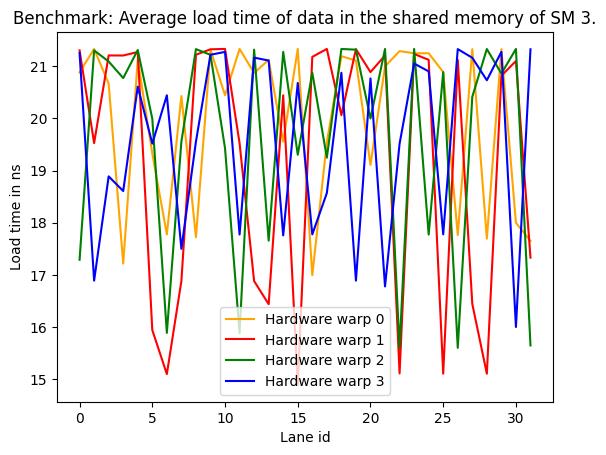 Benchmark: Average load time of data in the shared memory of SM 3.
Load time in ns
21
20
19
18
17
16
15
Hardware warp 0
Hardware warp 1
Hardware warp 2
Hardware warp 3
0 5 10 15 20 25 30
Lane id